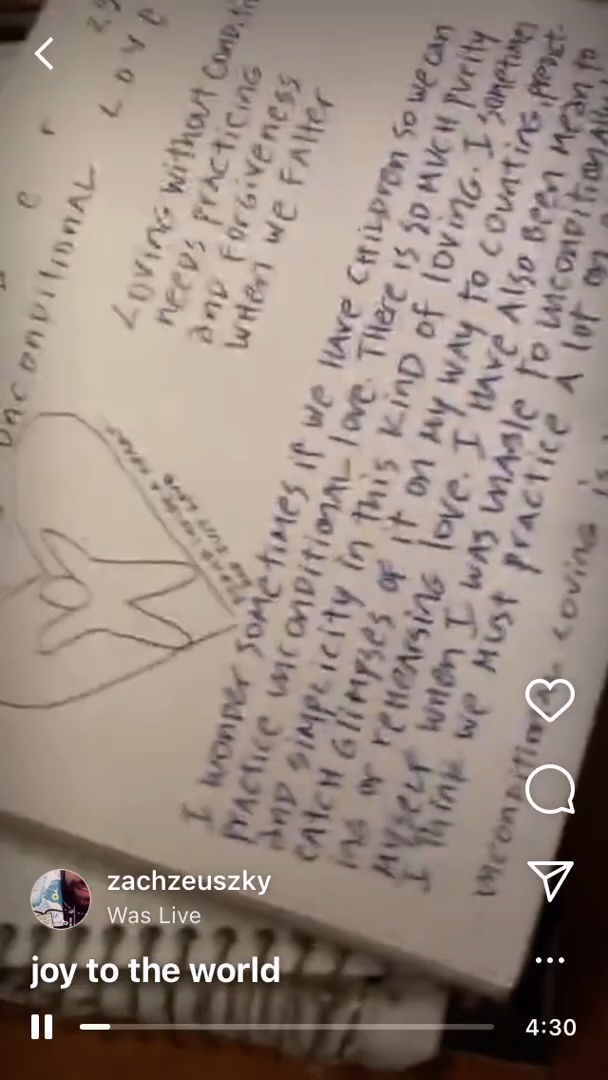 UNCONDITIONAL LOVE
LOVING WITHOUT
NEEDS PRACTICING
AND FORGIVENESS
WHEN WE FALTER
I WONDER SOMETIMES IF WE HAVE CHILDREN SO WE CAN
PRACTICE UNCONDITIONAL LOVE. THERE IS SO MUCH PURITY
AND SIMPLICITY IN THIS KIND OF LOVING. I SOMETIMES
CATCH GLIMPSES OF IT ON MY WAY TO COUNTING,
ING OR REHEARSING LOVE. I HAVE ALSO BEEN MEAN TO
MYSELF WHEN I WAS UNABLE TO UNCONDITIONALLY
I THINK WE MUST PRACTICE A LOT ON
LOVING IS
zachzeuszky
Was Live
joy to the world
4:30